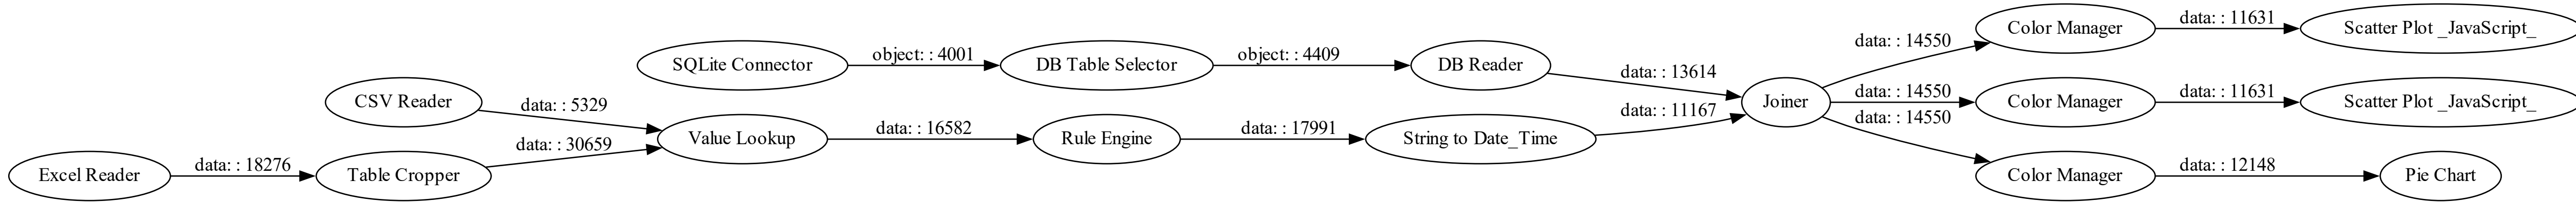 Color Manager
data: : 11631
Scatter Plot _JavaScript_
data: : 14550
SQLite Connector
object: : 4001
DB Table Selector
object: : 4409
DB Reader
data: : 13614
CSV Reader
data: : 5329
Joiner
data: : 14550
Color Manager
data: : 11631
Scatter Plot _JavaScript_
data: : 11167
data: : 14550
Value Lookup
data: : 16582
Rule Engine
data: : 17991
String to Date_Time
data: : 30659
Excel Reader
data: : 18276
Table Cropper
Color Manager
data: : 12148
Pie Chart